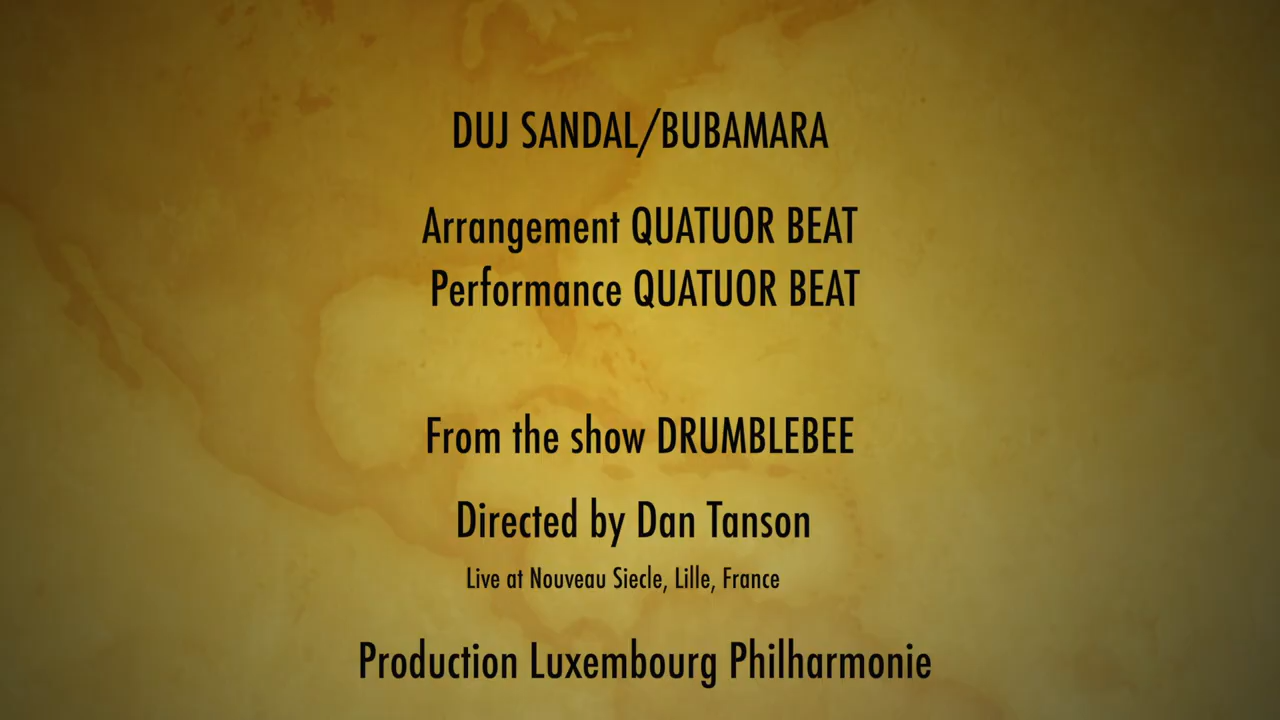 DUJ SANDAL/BUBAMARA
Arrangement QUATUOR BEAT
Performance QUATUOR BEAT
From the show DRUMBLEBEE
Directed by Dan Tanson
Live at Nouveau Siecle, Lille, France
Production Luxembourg Philharmonie